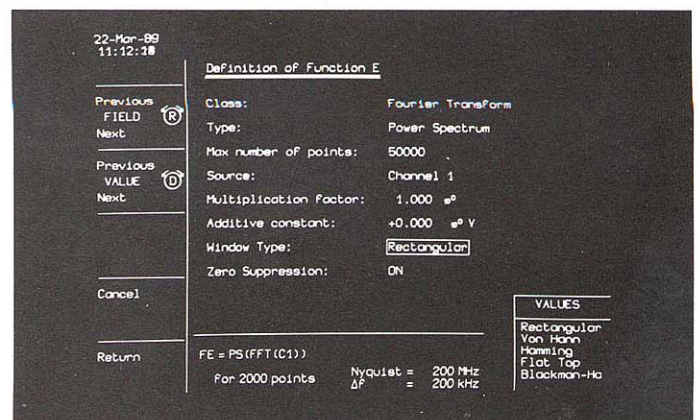 22-Mar-89
11:12:28
Definition of Function E
Previous
FIELD R
Next
Previous
VALUE D
Next
Cancel
Return
Class: Fourier Transform
Type: Power Spectrum
Max number of points: 50000
Source: Channel 1
Multiplication factor: 1.000 e0
Additive constant: +0.000 e0 V
Window Type: Rectangular
Zero Suppression: ON
FE = PS(FFT(C1))
for 2000 points
Nyquist = 200 MHz
Δf = 200 kHz
VALUES
Rectangular
Von Hann
Hamming
Flat Top
Blackman-Ha